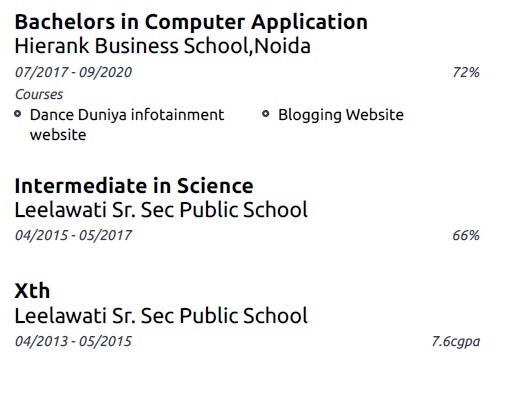 Bachelors in Computer Application
Hierank Business School,Noida
07/2017 - 09/2020 72%
Courses
Dance Duniya infotainment website
Blogging Website
Intermediate in Science
Leelawati Sr. Sec Public School
04/2015 - 05/2017 66%
Xth
Leelawati Sr. Sec Public School
04/2013 - 05/2015 7.6cgpa